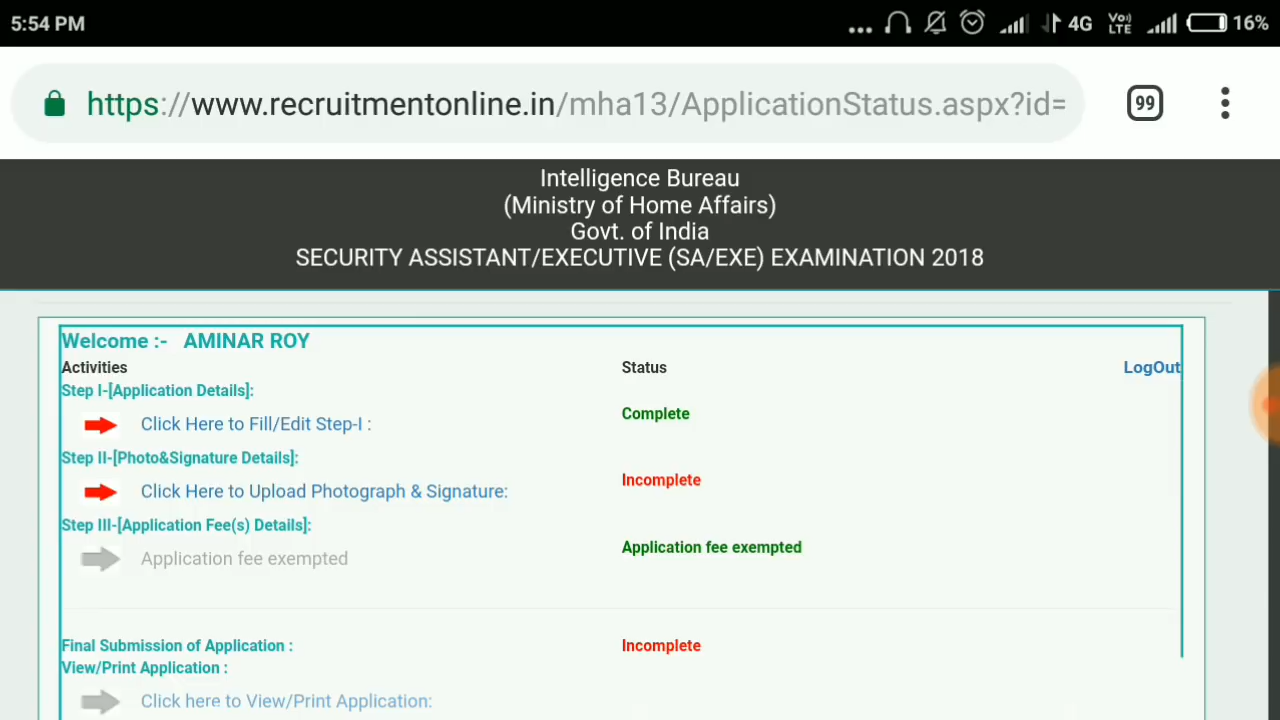 5:54 PM
4G
Vo)
LTE
16%
https://www.recruitmentonline.in/mha13/ApplicationStatus.aspx?id=
99
Intelligence Bureau
(Ministry of Home Affairs)
Govt. of India
SECURITY ASSISTANT/EXECUTIVE (SA/EXE) EXAMINATION 2018
Welcome :- AMINAR ROY
Activities Status LogOut
Step I-[Application Details]:
Complete
Click Here to Fill/Edit Step-I :
Step II-[Photo&Signature Details]:
Incomplete
Click Here to Upload Photograph & Signature:
Step III-[Application Fee(s) Details]:
Application fee exempted
Application fee exempted
Final Submission of Application : Incomplete
View/Print Application :
Click here to View/Print Application: